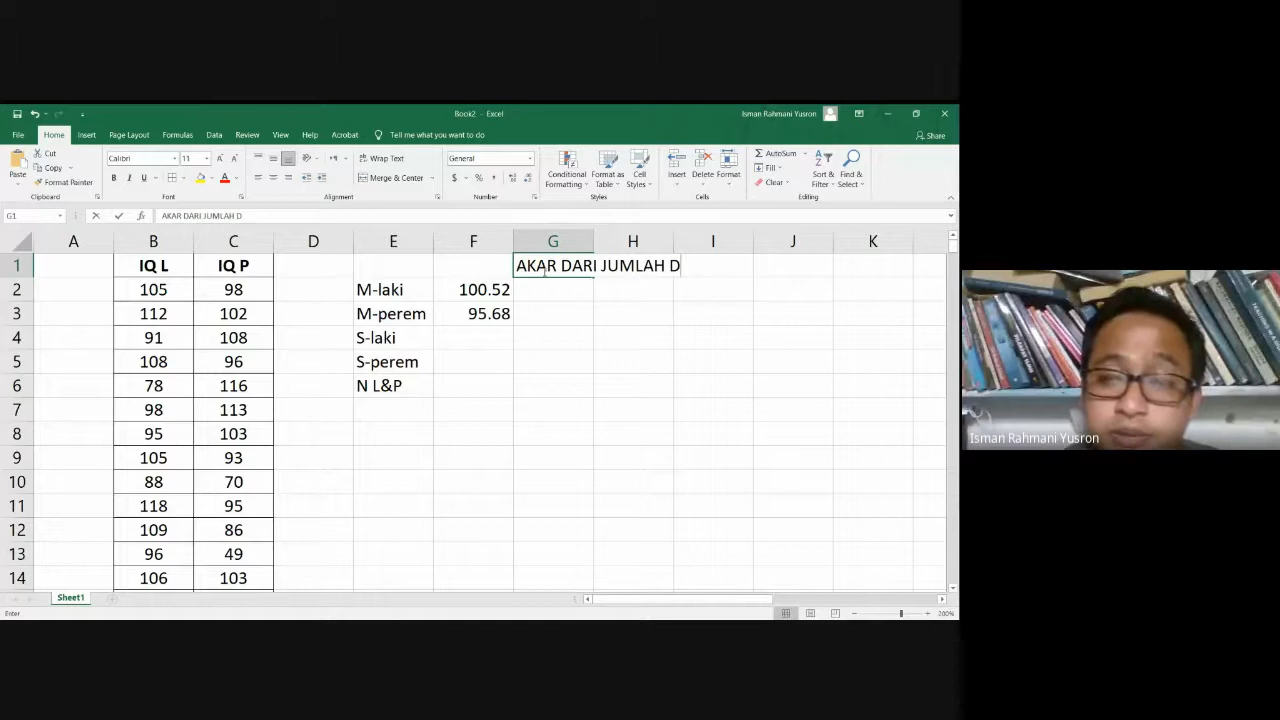 Book2 - Excel
Isman Rahmani Yusron
File Home Insert Page Layout Formulas Data Review View Help Acrobat Tell me what you want to do Share
Paste
Cut
Copy
Format Painter
Clipboard
Calibri 11
B I U
Font
Wrap Text
Merge & Center
Alignment
General
$ % ,
Number
Conditional Formatting
Format as Table
Cell Styles
Styles
Insert Delete Format
Cells
AutoSum
Fill
Clear
Sort & Filter
Find & Select
Editing
G1 fx AKAR DARI JUMLAH D
A B C D E F G H I J K
1 IQ L IQ P AKAR DARI JUMLAH D
2 105 98 M-laki 100.52
3 112 102 M-perem 95.68
4 91 108 S-laki
5 108 96 S-perem
6 78 116 N L&P
7 98 113
8 95 103
9 105 93
10 88 70
11 118 95
12 109 86
13 96 49
14 106 103
Sheet1
Enter 200%
Isman Rahmani Yusron